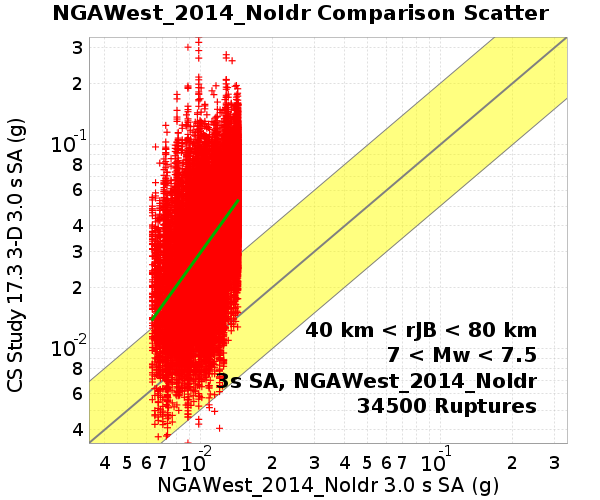 NGAWest_2014_NoIdr Comparison Scatter
CS Study 17.3 3-D 3.0 s SA (g)
3
2
10-1
8
6
4
3
2
10-2
8
6
4
40 km < rJB < 80 km
7 < Mw < 7.5
3s SA, NGAWest_2014_NoIdr
34500 Ruptures
4 5 6 7 10-2 2 3 4 5 6 7 10-1 2 3
NGAWest_2014_NoIdr 3.0 s SA (g)